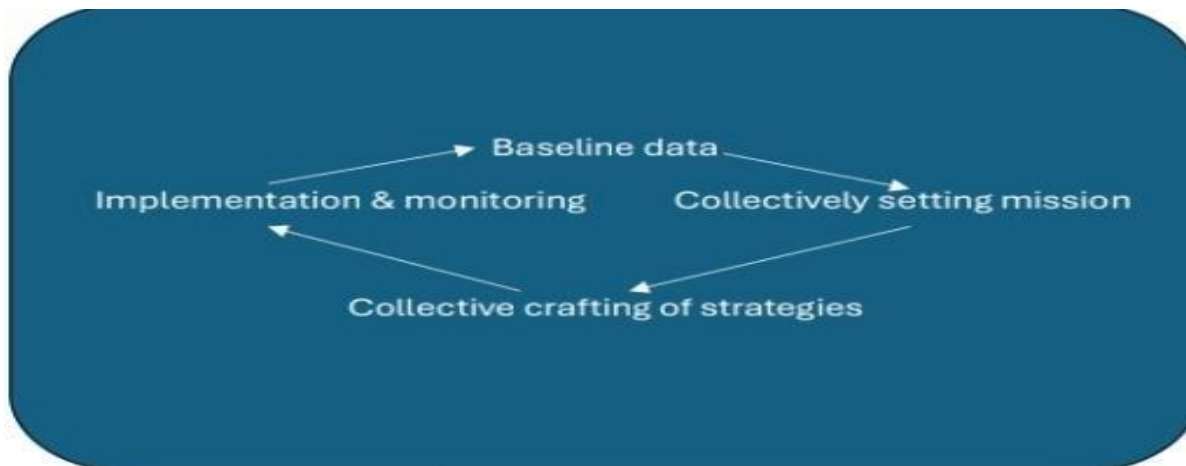 Baseline data
Implementation & monitoring
Collectively setting mission
Collective crafting of strategies